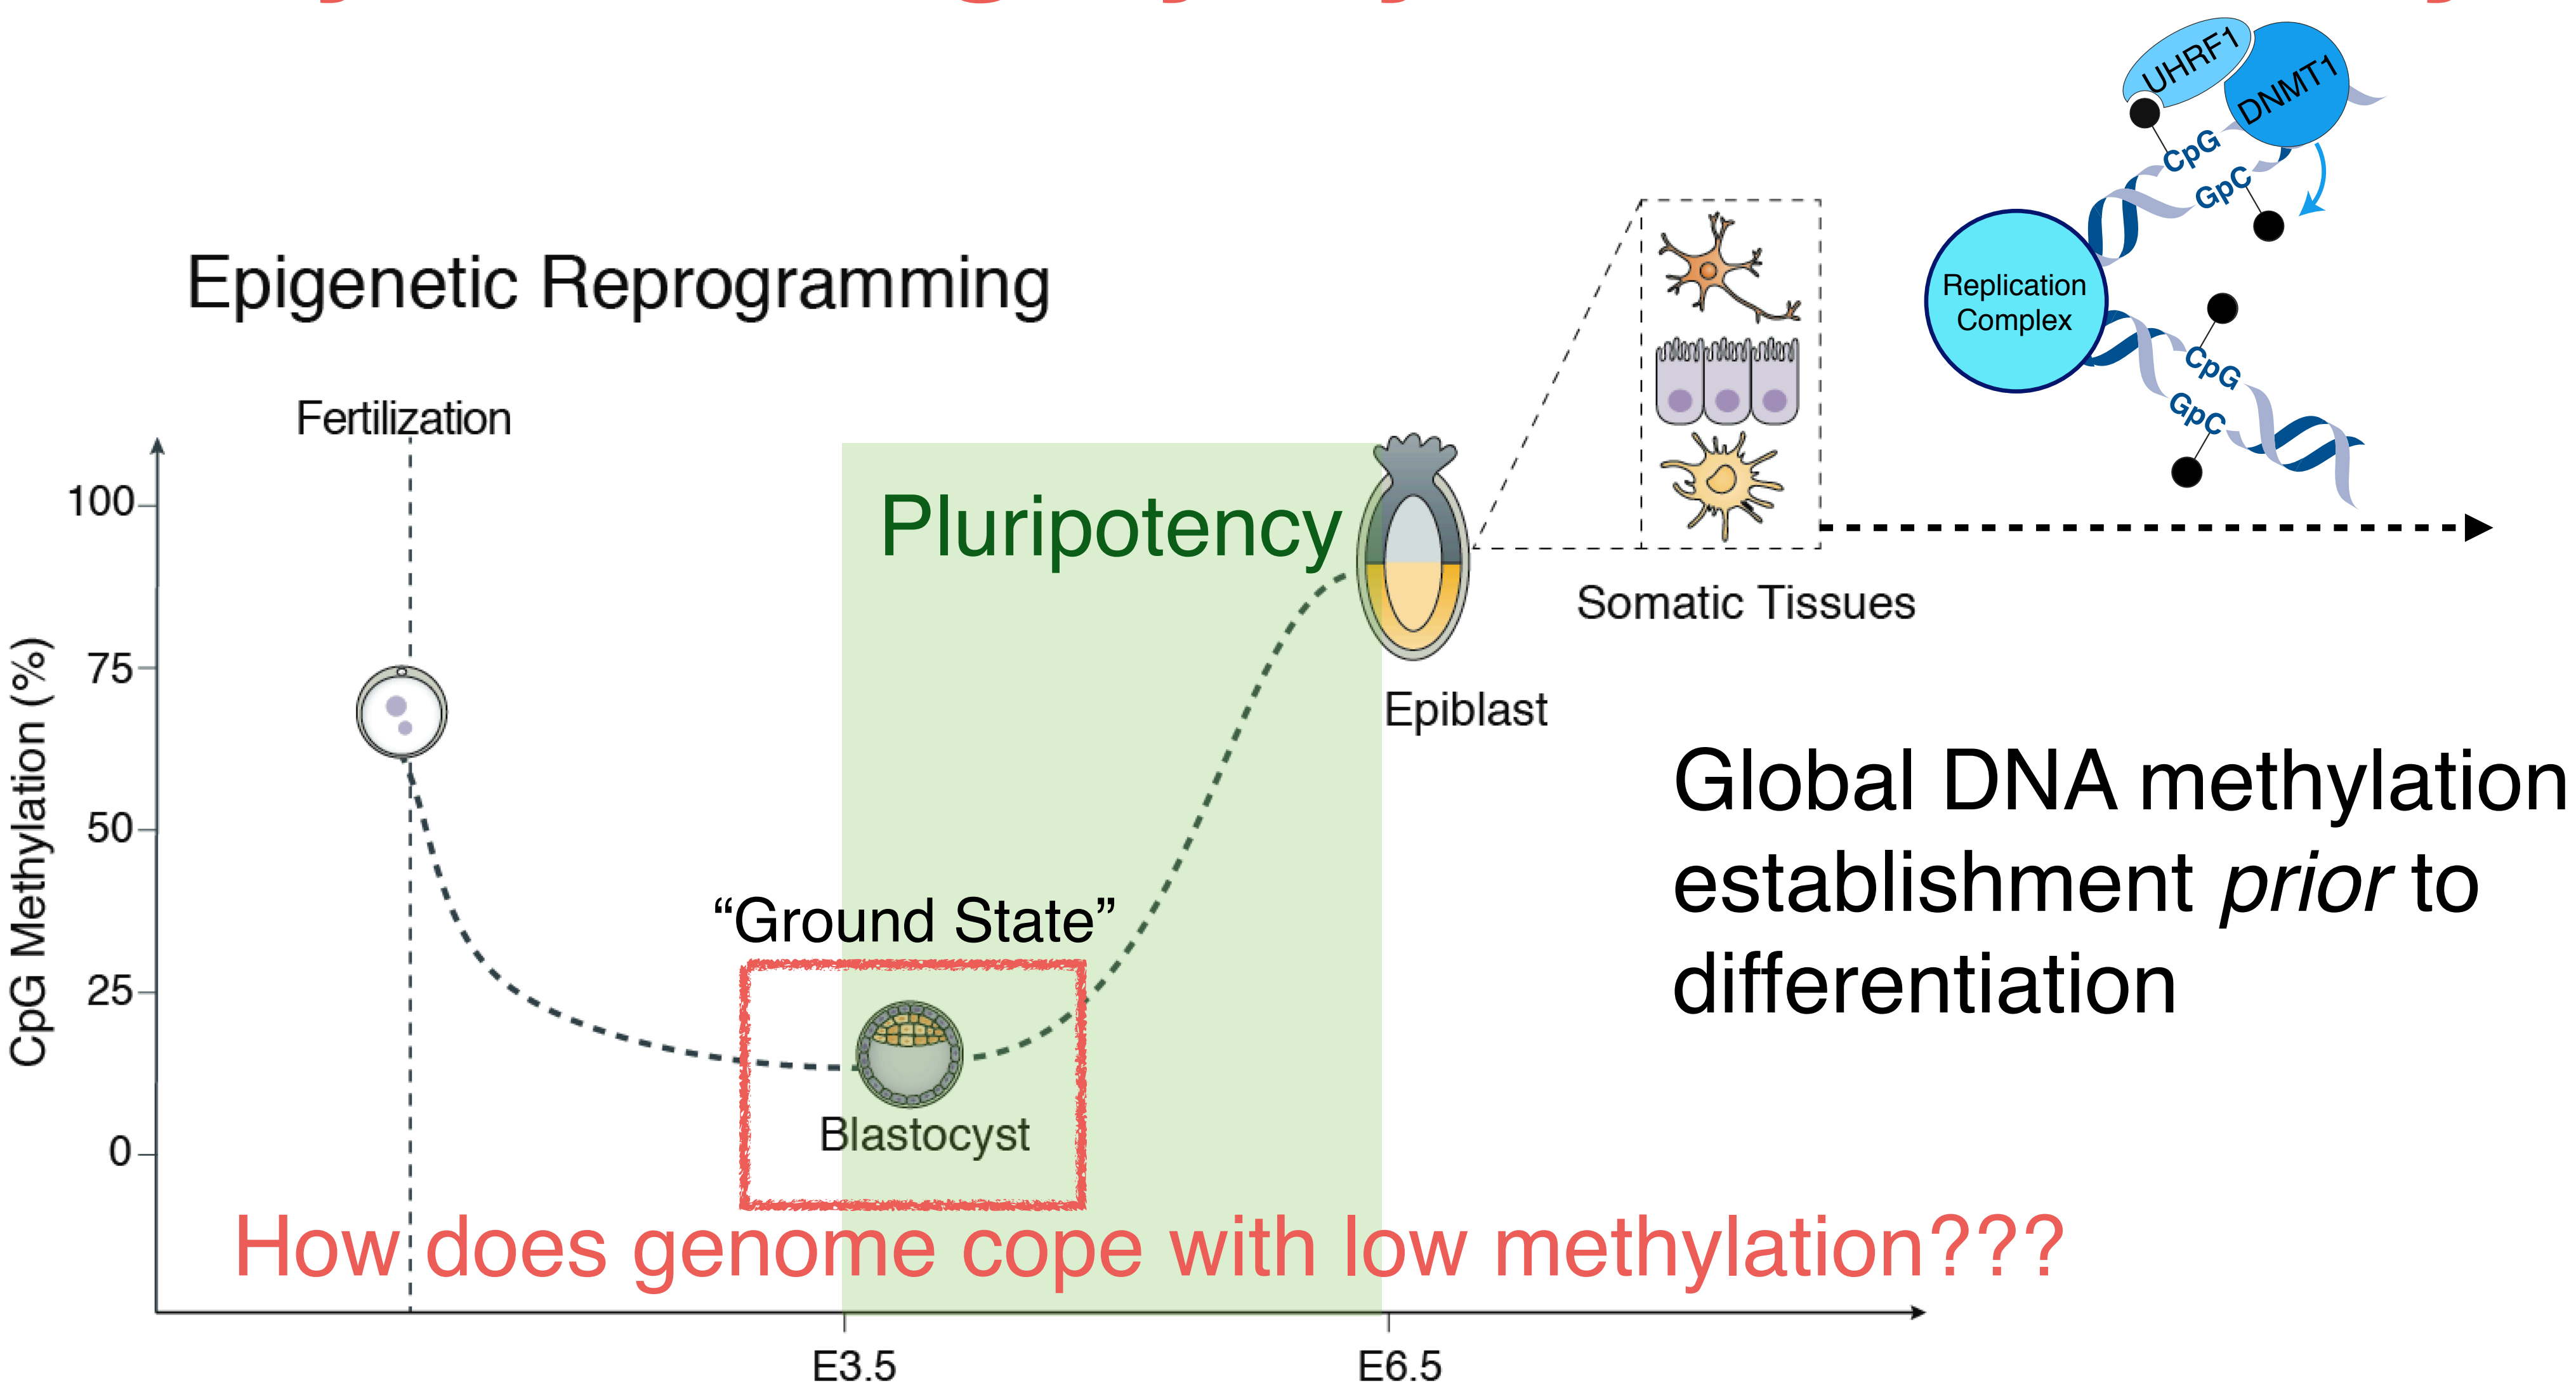 UHRF1
DNMT1
CpG
GpC
Replication
Complex
CpG
GpC
Epigenetic Reprogramming
Fertilization
100
75
50
25
0
CpG Methylation (%)
Pluripotency
Somatic Tissues
Epiblast
Global DNA methylation
establishment prior to
differentiation
“Ground State”
Blastocyst
How does genome cope with low methylation???
E3.5
E6.5